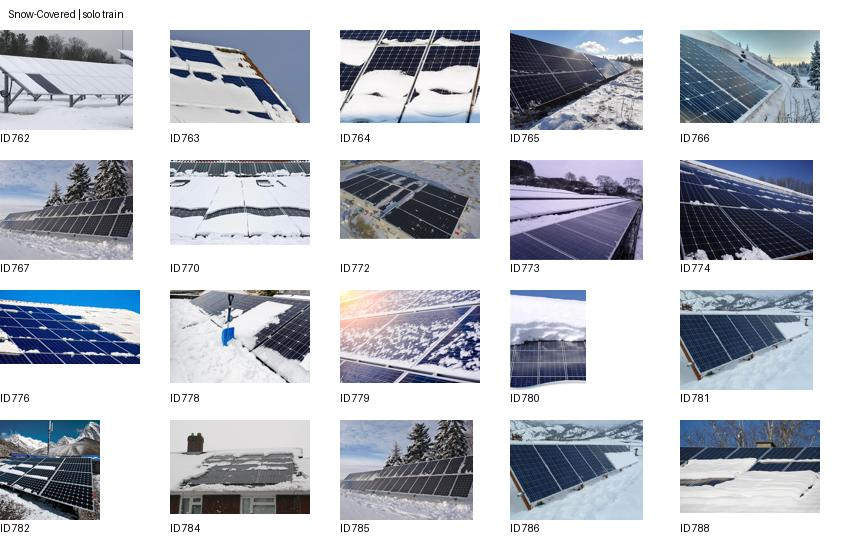 Snow-Covered | solo train
ID762
ID763
ID764
ID765
ID766
ID767
ID770
ID772
ID773
ID774
ID776
ID778
ID779
ID780
ID781
ID782
ID784
ID785
ID786
ID788